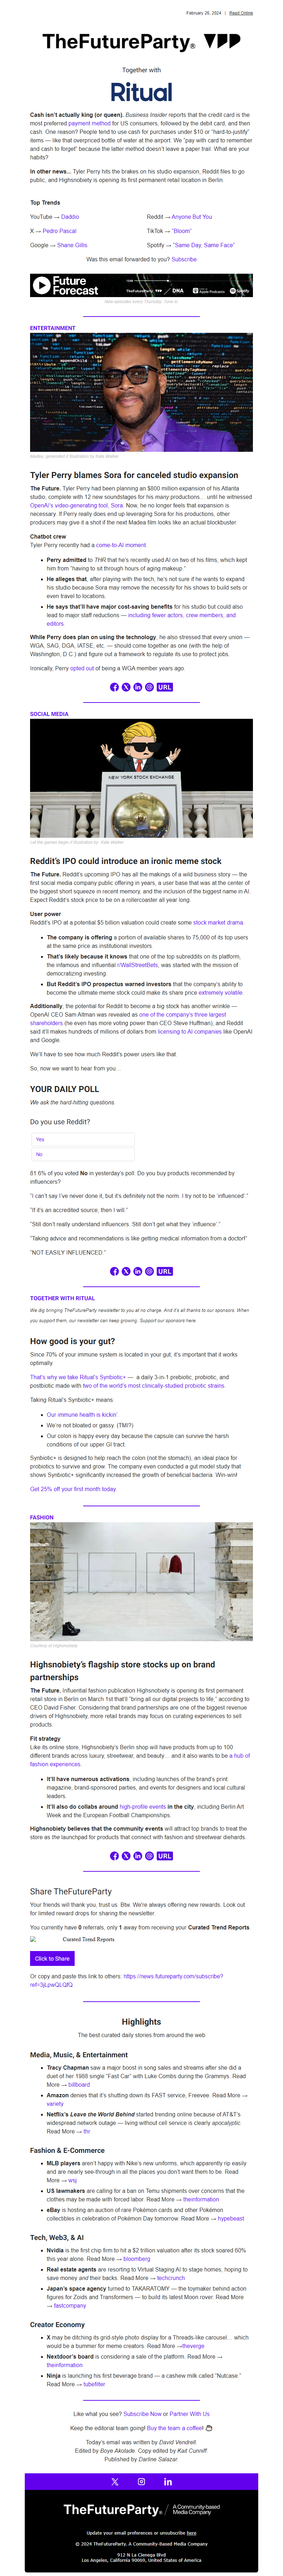 February 26, 2024 | Read Online
TheFutureParty®
Together with
Ritual
Cash isn't actually king (or queen). Business Insider reports that the credit card is the
most preferred payment method for US consumers, followed by the debit card, and then
cash. One reason? People tend to use cash for purchases under $10 or "hard-to-justify"
items — like that overpriced bottle of water at the airport. Do we "pay with card to remember
and cash to forget" because the latter method doesn't leave a paper trail. What are your
habits?
In other news... Tyler Perry hits the brakes on his studio expansion, Reddit files to go
public, and Highsnobiety is opening its first permanent retail location in Berlin.
Top Trends
YouTube → Daddio
Reddit → Anyone But You
X → Pedro Pascal
TikTok → "Bloom"
Google → Shane Gillis
Spotify → "Same Day, Same Face"
Was this email forwarded to you? Subscribe.
Future
Forecast
TheFutureParty
DNA
Apple Podcasts
Spotify
New episodes every Thursday. Tune in.
ENTERTAINMENT
Tyler Perry blames Sora for canceled studio expansion
The Future. Tyler Perry had been planning an $800 million expansion of his Atlanta
studio, complete with 12 new soundstages for his many movies… until he witnessed
OpenAI's video-generating tool, Sora. Now, he no longer thinks that expansion is
necessary. If Perry really does end up leveraging Sora for his productions, other
producers may give it a shot if the next Madea film looks like an actual blockbuster.
Chatbot crew
Tyler Perry recently had a come-to-AI moment.
Perry admitted to THR that he's recently used AI on two of his films, which kept
him from "having to sit through hours of aging makeup."
He alleges that, after playing with the tech, he's not sure if he wants to expand
his studio because Sora may remove the necessity for his shows to build sets or
even travel to locations.
He says that'll have major cost-saving benefits for his studio but could also
lead to major staff reductions — including fewer actors, crew members, and
editors.
While Perry does plan on using the technology, he also stressed that every union —
WGA, SAG, DGA, IATSE, etc. — should come together as one (with the help of
Washington, D.C.) and figure out a framework to regulate its use to protect jobs.
Ironically, Perry opted out of being a WGA member years ago.
URL
SOCIAL MEDIA
NEW YORK STOCK EXCHANGE
Let the games begin // Illustration by: Kate Walker
Reddit's IPO could introduce an ironic meme stock
The Future. Reddit's upcoming IPO has all the makings of a wild business story — the
first social media company public offering in years, a user base that was at the center of
the biggest short squeeze in recent memory, and the inclusion of the biggest name in AI.
Expect Reddit's stock price to be on a rollercoaster all year long.
User power
Reddit's IPO at a potential $5 billion valuation could create some stock market drama.
The company is offering a portion of available shares to 75,000 of its top users
at the same price as institutional investors.
That's likely because it knows that one of the top subreddits on its platform,
the infamous and influential r/WallStreetBets, was started with the mission of
democratizing investing.
But Reddit's IPO prospectus warned investors that the company's ability to
become the ultimate meme stock could make its share price extremely volatile.
Additionally, the potential for Reddit to become a big stock has another wrinkle —
OpenAI CEO Sam Altman was revealed as one of the company's three largest
shareholders (he even has more voting power than CEO Steve Huffman), and Reddit
said it'll makes hundreds of millions of dollars from licensing to AI companies like OpenAI
and Google.
We'll have to see how much Reddit's power users like that.
So, now we want to hear from you…
YOUR DAILY POLL
We ask the hard-hitting questions.
Do you use Reddit?
Yes
No
61.6% of you voted No in yesterday's poll: Do you buy products recommended by
influencers?
"I can't say I've never done it, but it's definitely not the norm. I try not to be 'influenced'."
"If it's an accredited source, then I will."
"Still don't really understand influencers. Still don't get what they 'influence'."
"Taking advice and recommendations is like getting medical information from a doctor!"
"NOT EASILY INFLUENCED."
URL
TOGETHER WITH RITUAL
We die bringing TheFutureParty newsletter to you at no charge. And it's all thanks to our sponsors. When
you support them, our newsletter can keep growing. Support our sponsors here.
How good is your gut?
Since 70% of your immune system is located in your gut, it's important that it works
optimally.
That's why we take Ritual's Synbiotic+ — a daily 3-in-1 prebiotic, probiotic, and
postbiotic made with two of the world's most clinically-studied probiotic strains.
Taking Ritual's Synbiotic+ means:
Our immune health is kickin'.
We're not bloated or gassy. (TMI?)
Our colon is happy every day because the capsule can survive the harsh
conditions of our upper GI tract.
Synbiotic+ is designed to help reach the colon (not the stomach), an ideal place for
probiotics to survive and grow. The company even conducted a gut model study that
shows Synbiotic+ significantly increased the growth of beneficial bacteria. Win-win!
Get 25% off your first month today.
FASHION
Courtesy of Highsnobiety
Highsnobiety's flagship store stocks up on brand
partnerships
The Future. Influential fashion publication Highsnobiety is opening its first permanent
retail store in Berlin on March 1st that'll "bring all our digital projects to life," according to
CEO David Fischer. Considering that brand partnerships are one of the major revenue
drivers of Highsnobiety, more retail brands may focus on curating experiences to sell
products.
Fit strategy
Like its online store, Highsnobiety's Berlin shop will have products from up to 100
different brands across luxury, streetwear, and beauty… and it also wants to be a hub of
fashion experiences.
It'll have numerous activations, including launches of the brand's print
magazine, brand-sponsored parties, and events for designers and local cultural
leaders.
It'll also do collabs around high-profile events in the city, including Berlin Art
Week and the European Football Championships.
Highsnobiety believes that the community events will attract top brands to treat the
store as the launchpad for products that connect with fashion and streetwear diehards.
URL
Share TheFutureParty
Your friends will thank you, trust us. Btw. We're always offering new rewards. Look out
for limited reward drops for sharing the newsletter.
You currently have 0 referrals, only 1 away from receiving your Curated Trend Reports.
Curated Trend Reports
Click to Share
Or copy and paste this link to others: https://news.futureparty.com/subscribe?
Highlights
The best curated daily stories from around the web.
Media, Music, & Entertainment
Tracy Chapman saw a major boost in song sales and streams after she did a
duet of her 1988 single "Fast Car" with Luke Combs during the Grammys. Read
More → billboard
Amazon denies that it's shutting down its FAST service, Freevee. Read More →
variety
Netflix's Leave the World Behind started trending online because of AT&T's
widespread network outage — living without cell service is clearly apocalyptic.
Read More → thr
Fashion & E-Commerce
MLB players aren't happy with Nike's new uniforms, which apparently rip easily
and are nearly see-through in all the places you don't want them to be. Read
More → wsj
US lawmakers are calling for a ban on Temu shipments over concerns that the
clothes may be made with forced labor. Read More → theinformation
eBay is hosting an auction of rare Pokémon cards and other Pokémon
collectibles in celebration of Pokémon Day tomorrow. Read More → hypebeast
Tech, Web3, & AI
Nvidia is the first chip firm to hit a $2 trillion valuation after its stock soared 60%
this year alone. Read More → bloomberg
Real estate agents are resorting to Virtual Staging AI to stage homes, hoping to
save money and their backs. Read More → techcrunch
Japan's space agency turned to TAKARATOMY — the toymaker behind action
figures for Zoids and Transformers — to build its latest Moon rover. Read More
→ fastcompany
Creator Economy
X may be ditching its grid-style photo display for a Threads-like carousel… which
would be a bummer for meme creators. Read More →theverge
Nextdoor's board is considering a sale of the platform. Read More →
theinformation
Ninja is launching his first beverage brand — a cashew milk called "Nutcase."
Read More → tubefilter
Like what you see? Subscribe Now or Partner With Us
Keep the editorial team going! Buy the team a coffee!
Today's email was written by David Vendrell.
Edited by Boye Akolade. Copy edited by Kait Cunniff.
Published by Darline Salazar.
TheFutureParty® / A Community-based
Media Company
Update your email preferences or unsubscribe here
© 2024 TheFutureParty. A Community-Based Media Company
912 N La Cienega Blvd
Los Angeles, California 90069, United States of America